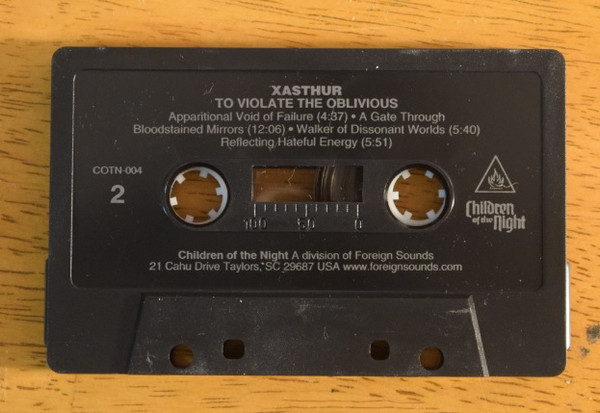 XASTHUR
TO VIOLATE THE OBLIVIOUS
Apparitional Void of Failure (4:37) • A Gate Through
Bloodstained Mirrors (12:06) • Walker of Dissonant Worlds (5:40)
Reflecting Hateful Energy (5:51)
COTN-004
2
100 50 0
Children
of the Night
Children of the Night A division of Foreign Sounds
21 Cahu Drive Taylors, SC 29687 USA www.foreignsounds.com